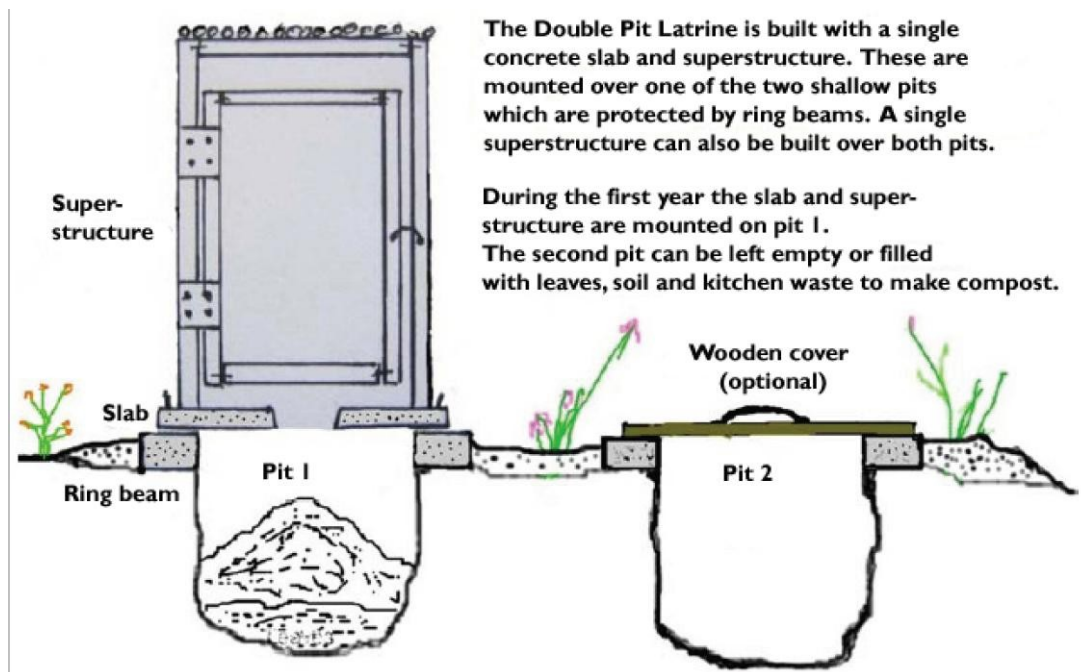 The Double Pit Latrine is built with a single
concrete slab and superstructure. These are
mounted over one of the two shallow pits
which are protected by ring beams. A single
superstructure can also be built over both pits.
During the first year the slab and super-
structure are mounted on pit 1.
The second pit can be left empty or filled
with leaves, soil and kitchen waste to make compost.
Super-
structure
Wooden cover
(optional)
Slab
Pit 1
Pit 2
Ring beam